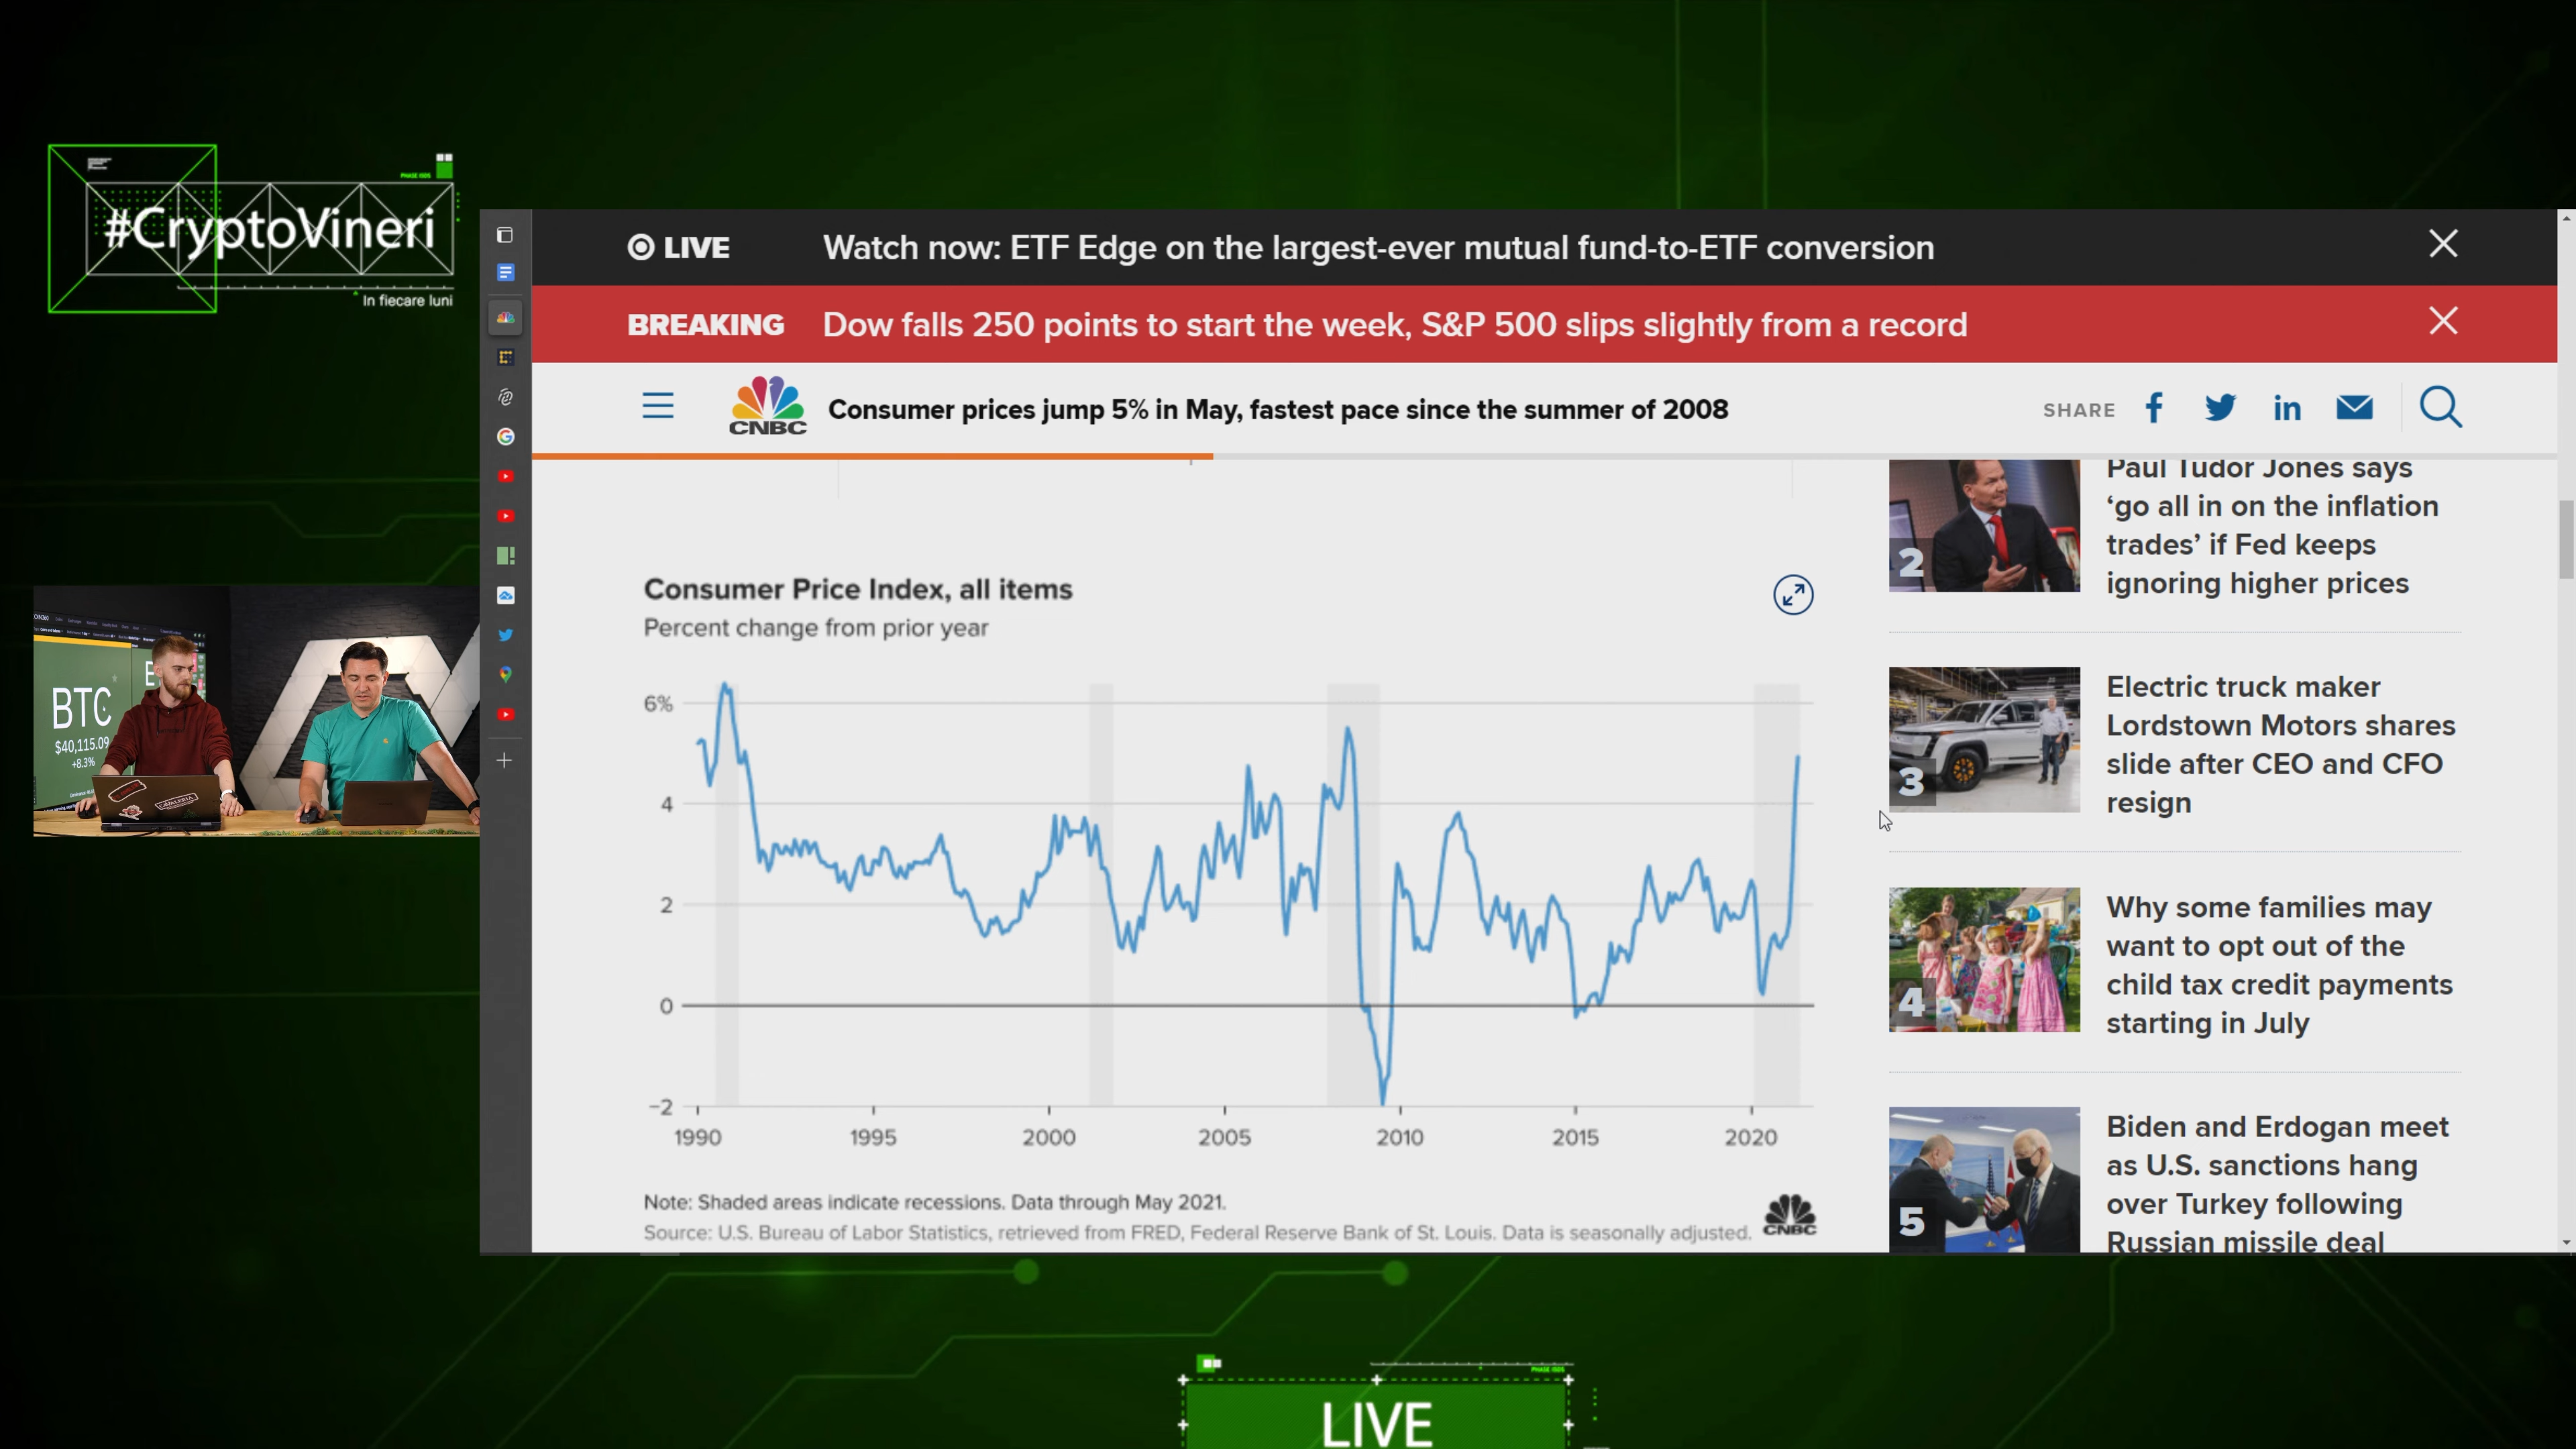 #CryptoVineri
In fiecare luni
LIVE
Watch now: ETF Edge on the largest-ever mutual fund-to-ETF conversion
BREAKING
Dow falls 250 points to start the week, S&P 500 slips slightly from a record
CNBC
Consumer prices jump 5% in May, fastest pace since the summer of 2008
SHARE
Consumer Price Index, all items
Percent change from prior year
6%
4
2
0
−2
1990
1995
2000
2005
2010
2015
2020
Note: Shaded areas indicate recessions. Data through May 2021.
Source: U.S. Bureau of Labor Statistics, retrieved from FRED, Federal Reserve Bank of St. Louis. Data is seasonally adjusted.
CNBC
2
Paul Tudor Jones says
‘go all in on the inflation
trades’ if Fed keeps
ignoring higher prices
3
Electric truck maker
Lordstown Motors shares
slide after CEO and CFO
resign
4
Why some families may
want to opt out of the
child tax credit payments
starting in July
5
Biden and Erdogan meet
as U.S. sanctions hang
over Turkey following
Russian missile deal
BTC
$40,115.09
+8.3%
LIVE